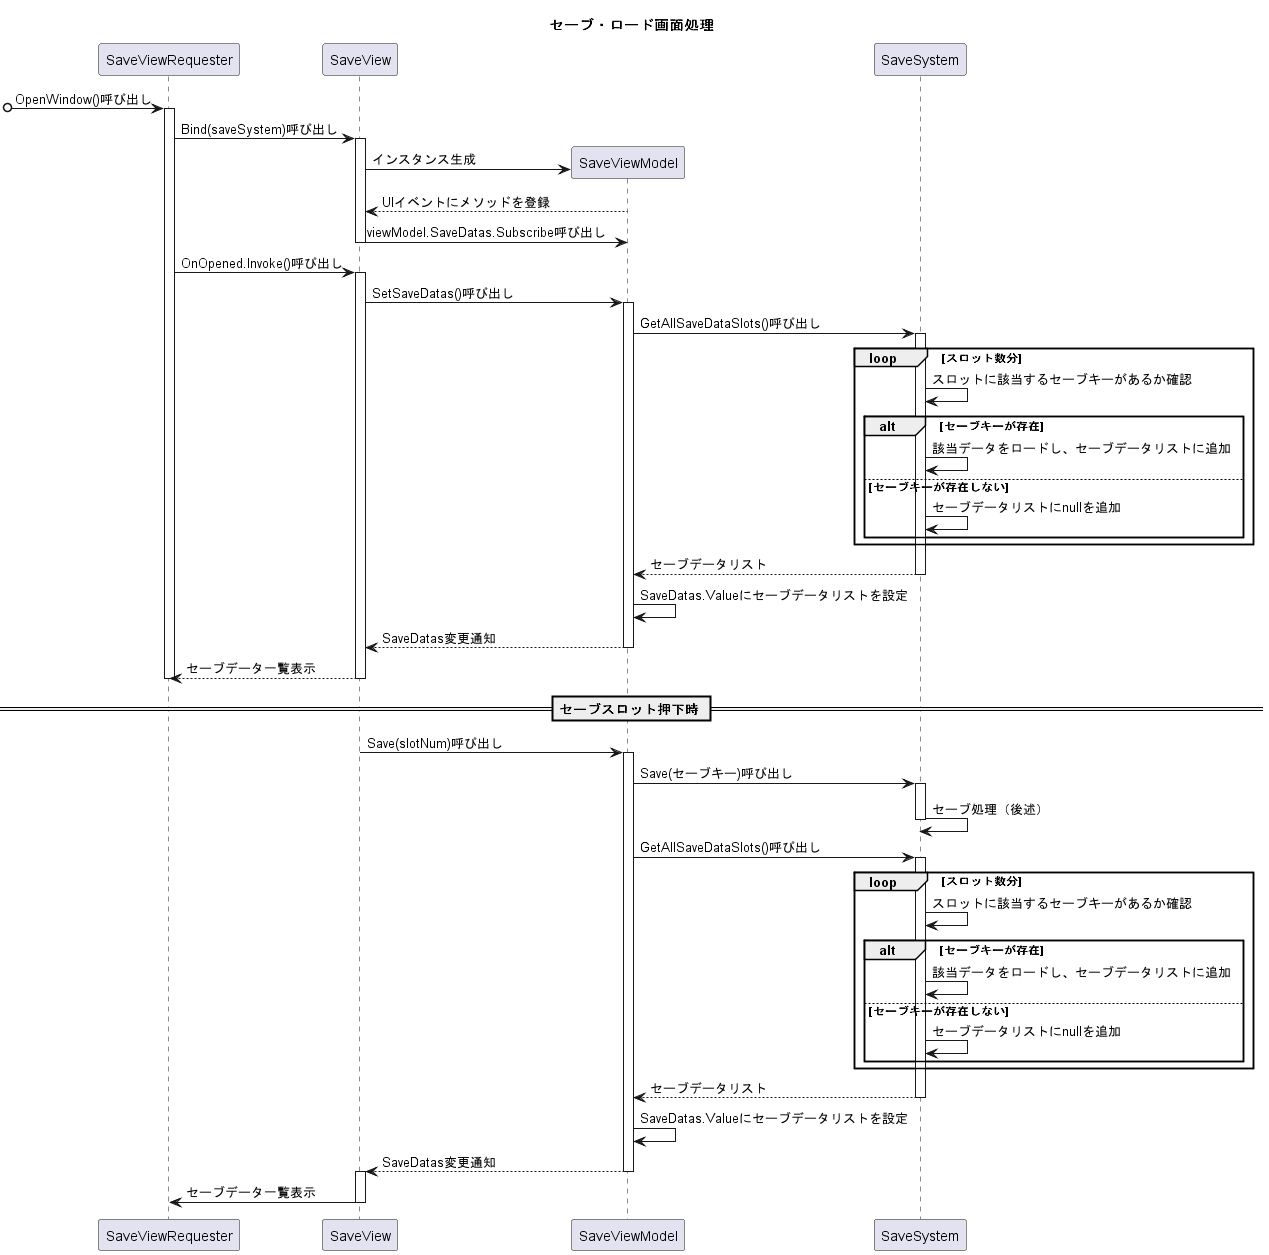 セーブ・ロード画面処理
SaveViewRequester
SaveView
SaveSystem
OpenWindow()呼び出し
Bind(saveSystem)呼び出し
インスタンス生成
SaveViewModel
UIイベントにメソッドを登録
viewModel.SaveDatas.Subscribe呼び出し
OnOpened.Invoke()呼び出し
SetSaveDatas()呼び出し
GetAllSaveDataSlots()呼び出し
loop [スロット数分]
スロットに該当するセーブキーがあるか確認
alt [セーブキーが存在]
該当データをロードし、セーブデータリストに追加
[セーブキーが存在しない]
セーブデータリストにnullを追加
セーブデータリスト
SaveDatas.Valueにセーブデータリストを設定
SaveDatas変更通知
セーブデータ一覧表示
セーブスロット押下時
Save(slotNum)呼び出し
Save(セーブキー)呼び出し
セーブ処理（後述）
GetAllSaveDataSlots()呼び出し
loop [スロット数分]
スロットに該当するセーブキーがあるか確認
alt [セーブキーが存在]
該当データをロードし、セーブデータリストに追加
[セーブキーが存在しない]
セーブデータリストにnullを追加
セーブデータリスト
SaveDatas.Valueにセーブデータリストを設定
SaveDatas変更通知
セーブデータ一覧表示
SaveViewRequester
SaveView
SaveViewModel
SaveSystem